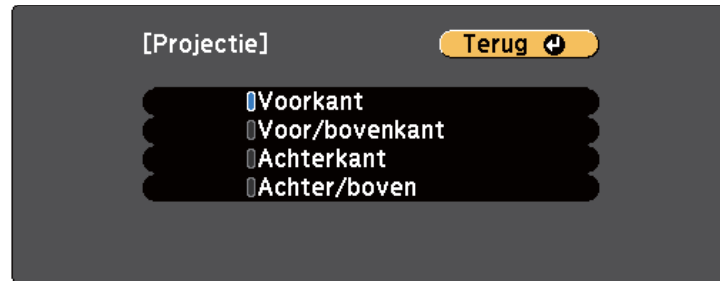 [Projectie] Terug
Voorkant
Voor/bovenkant
Achterkant
Achter/boven